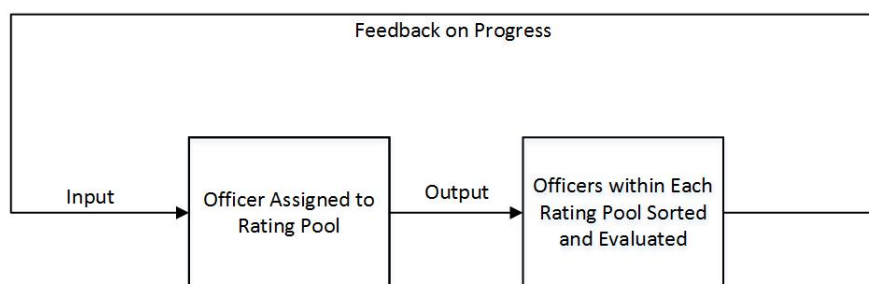 Feedback on Progress
Input
Officer Assigned to
Rating Pool
Output
Officers within Each
Rating Pool Sorted
and Evaluated